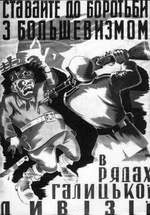 СТАВАЙТЕ ДО БОРОТЬБИ
З БОЛЬШЕВИЗМОМ
В
РЯДАХ
ГАЛИЦЬКОЇ
ДИВІЗІЇ